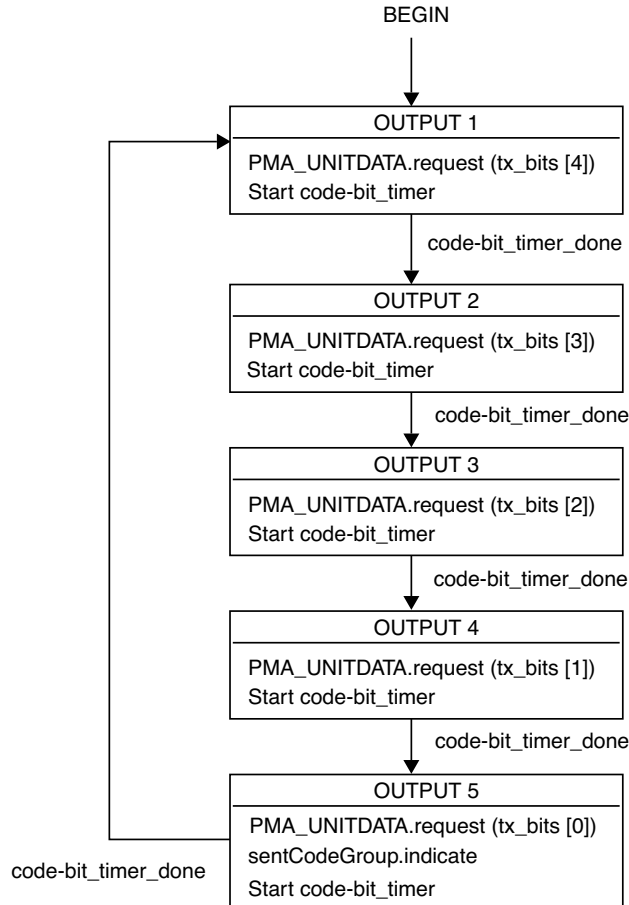 BEGIN
OUTPUT 1
PMA_UNITDATA.request (tx_bits [4])
Start code-bit_timer
code-bit_timer_done
OUTPUT 2
PMA_UNITDATA.request (tx_bits [3])
Start code-bit_timer
code-bit_timer_done
OUTPUT 3
PMA_UNITDATA.request (tx_bits [2])
Start code-bit_timer
code-bit_timer_done
OUTPUT 4
PMA_UNITDATA.request (tx_bits [1])
Start code-bit_timer
code-bit_timer_done
OUTPUT 5
PMA_UNITDATA.request (tx_bits [0])
sentCodeGroup.indicate
Start code-bit_timer
code-bit_timer_done